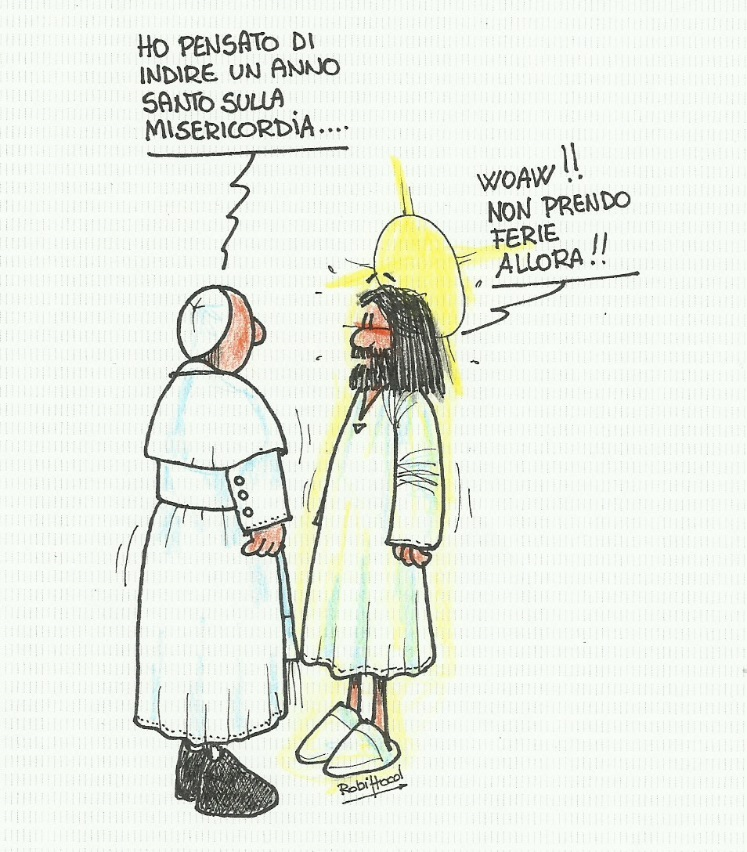 HO PENSATO DI
INDIRE UN ANNO
SANTO SULLA
MISERICORDIA....
WOAW!!
NON PRENDO
FERIE
ALLORA!!
RobiHood